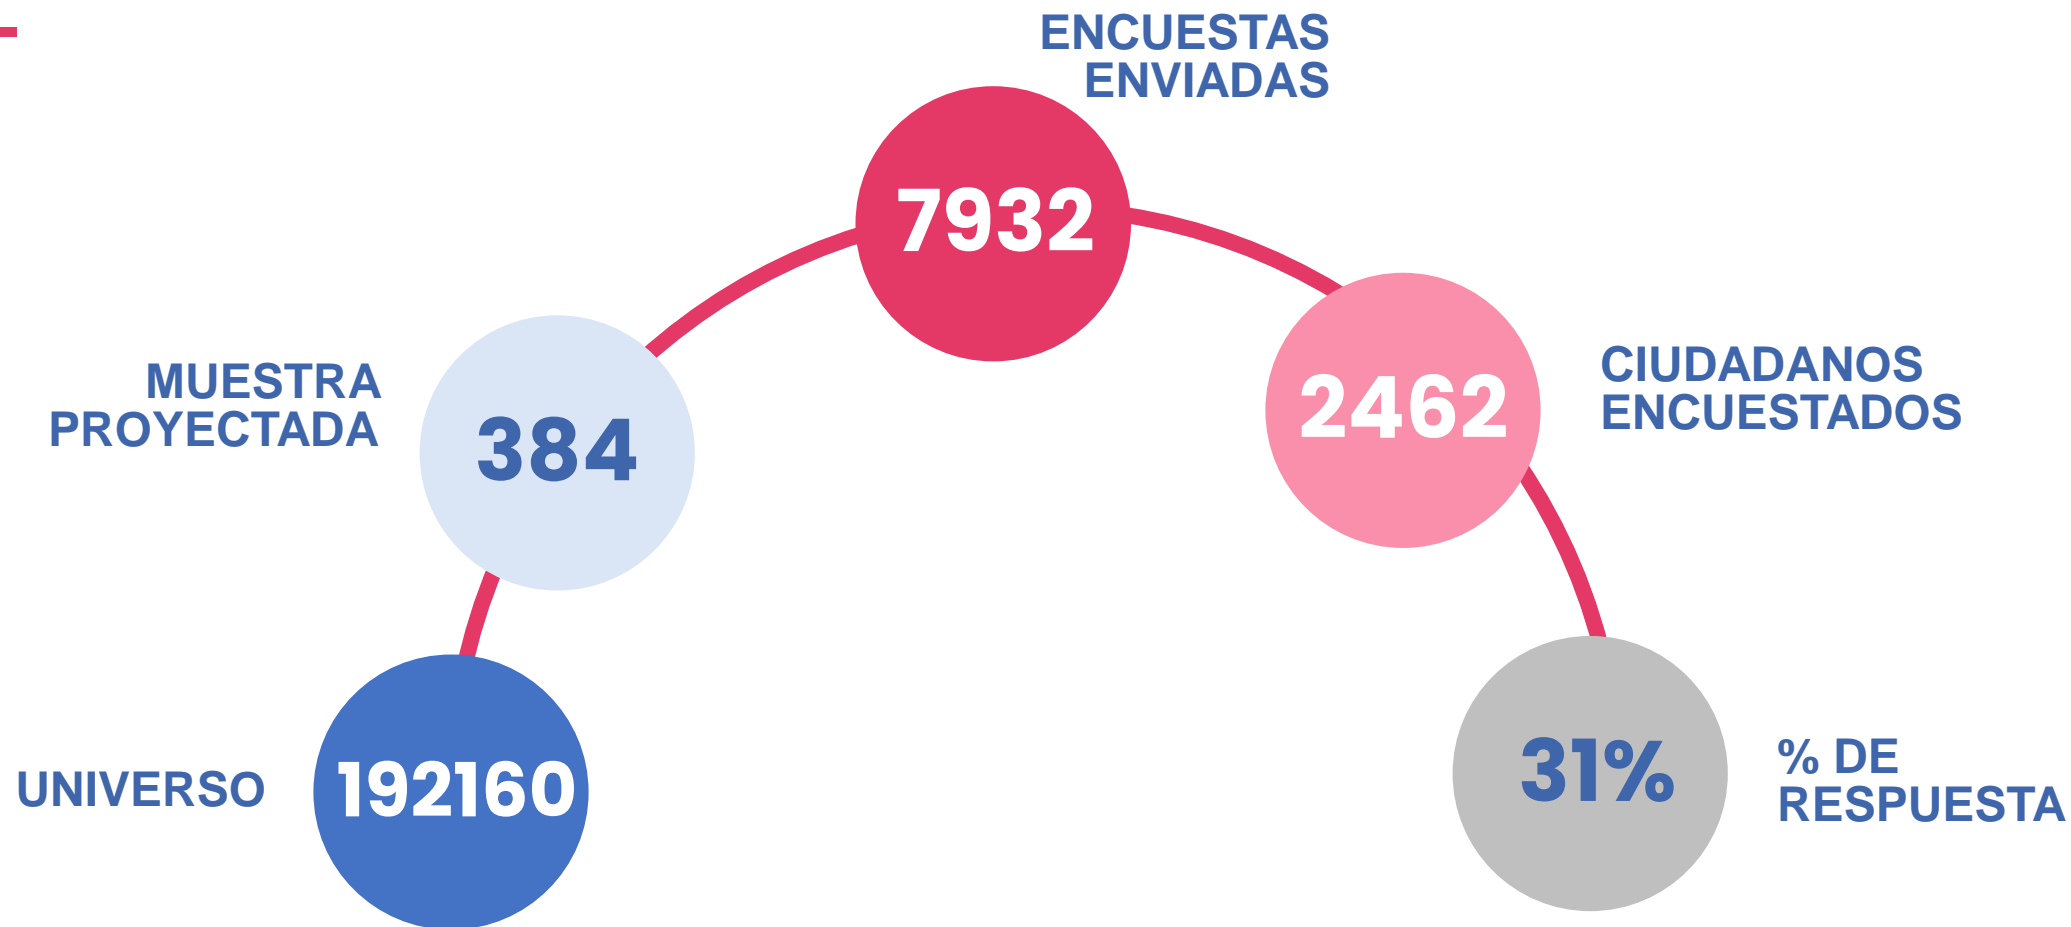 ENCUESTAS
ENVIADAS
7932
MUESTRA
PROYECTADA
384
CIUDADANOS
ENCUESTADOS
2462
UNIVERSO
192160
31%
% DE
RESPUESTA